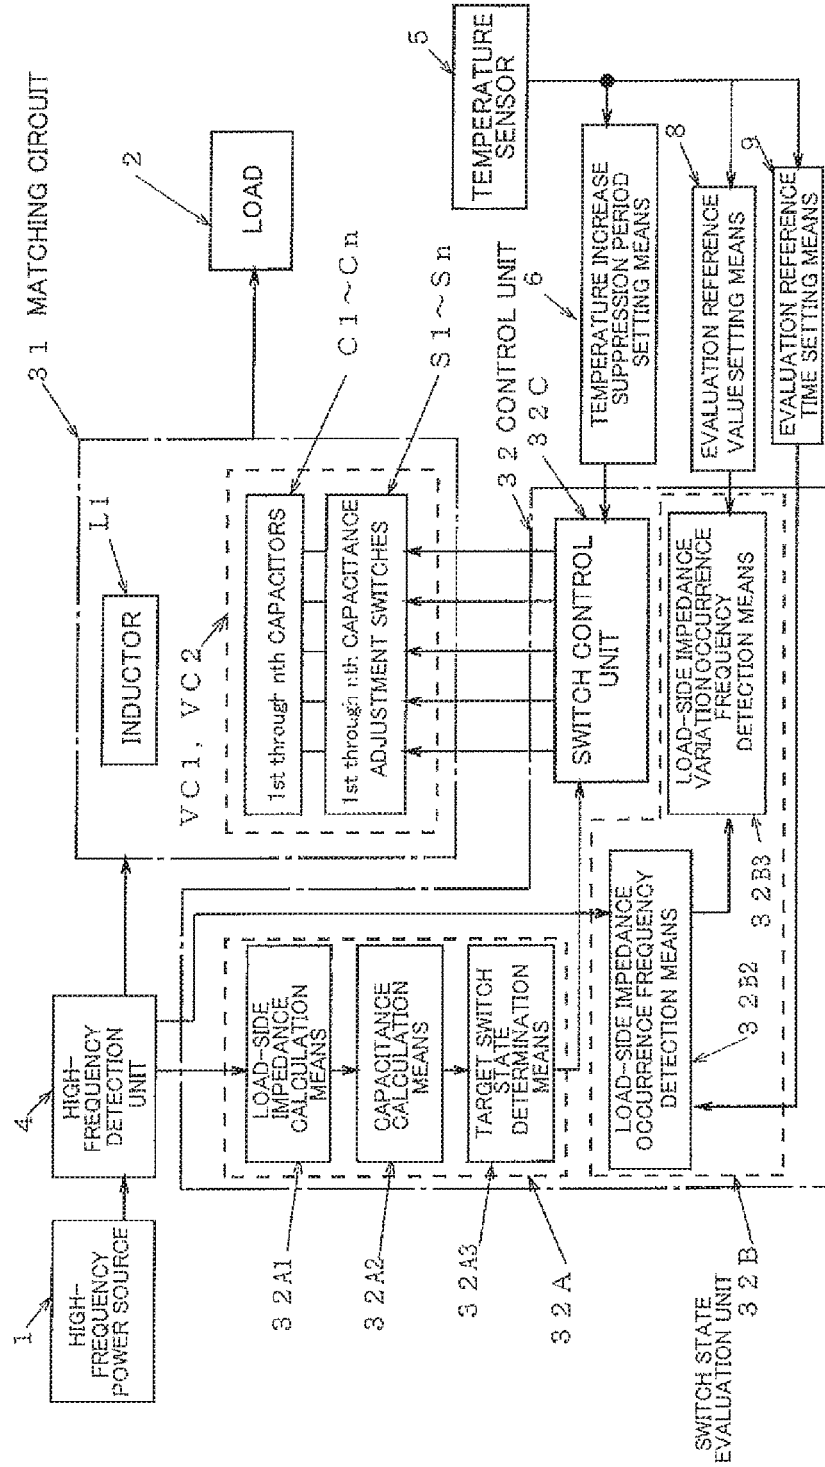 31 MATCHING CIRCUIT
1
HIGH-
FREQUENCY
POWER SOURCE
4
HIGH-
FREQUENCY
DETECTION
UNIT
L1
INDUCTOR
2
LOAD
VC1, VC2
1st through nth CAPACITORS
C1~Cn
1st through nth CAPACITANCE
ADJUSTMENT SWITCHES
S1~Sn
32A1
LOAD-SIDE
IMPEDANCE
CALCULATION
MEANS
32A2
CAPACITANCE
CALCULATION
MEANS
32A3
TARGET SWITCH
STATE
DETERMINATION
MEANS
32A
32 CONTROL UNIT
32C
SWITCH CONTROL
UNIT
5
TEMPERATURE
SENSOR
6
TEMPERATURE INCREASE
SUPPRESSION PERIOD
SETTING MEANS
LOAD-SIDE IMPEDANCE
OCCURRENCE FREQUENCY
DETECTION MEANS
32B2
LOAD-SIDE IMPEDANCE
VARIATION OCCURRENCE
FREQUENCY
DETECTION MEANS
32B3
8
EVALUATION REFERENCE
VALUE SETTING MEANS
9
EVALUATION REFERENCE
TIME SETTING MEANS
SWITCH STATE
EVALUATION UNIT
32B